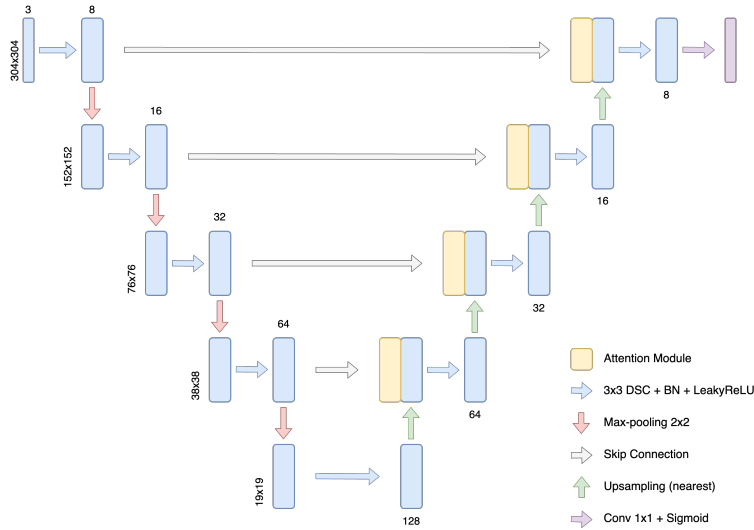 3
8
304x304
8
16
152x152
16
32
76x76
32
64
38x38
64
19x19
128
Attention Module
3x3 DSC + BN + LeakyReLU
Max-pooling 2x2
Skip Connection
Upsampling (nearest)
Conv 1x1 + Sigmoid